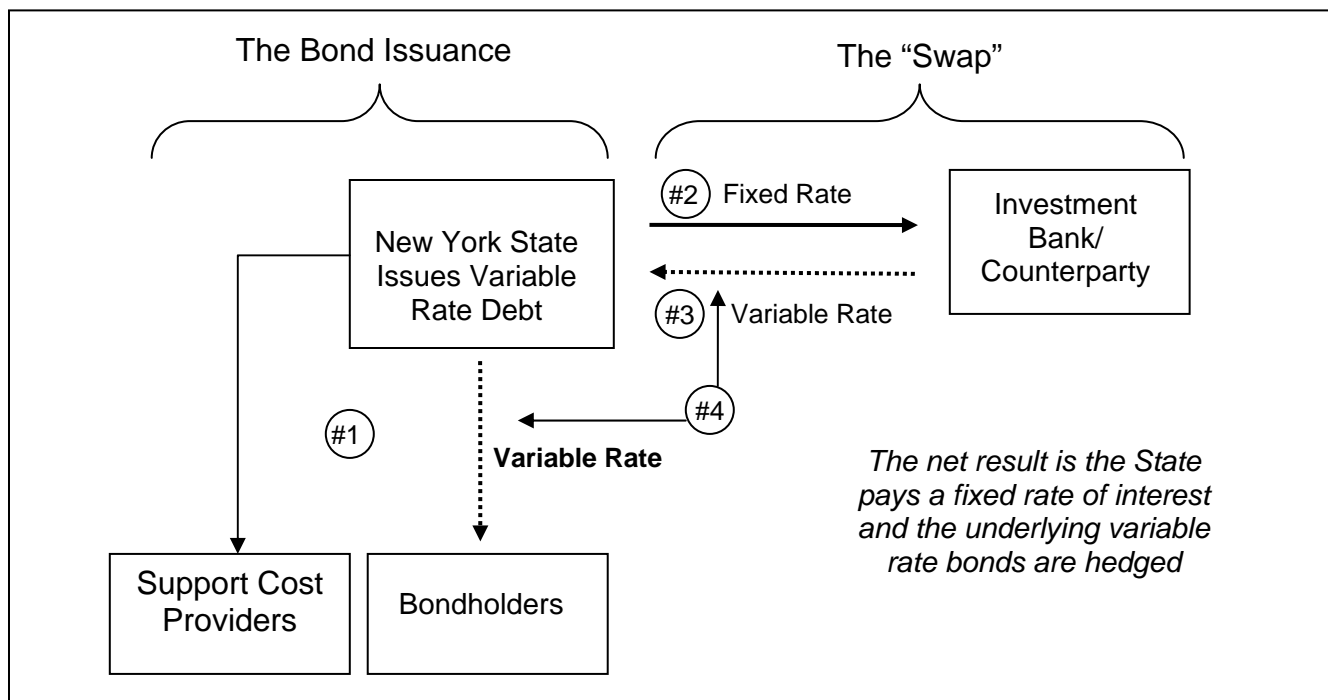 The Bond Issuance
The “Swap”
New York State
Issues Variable
Rate Debt
#2 Fixed Rate
Investment
Bank/
Counterparty
#3 Variable Rate
#4
#1
Variable Rate
The net result is the State
pays a fixed rate of interest
and the underlying variable
rate bonds are hedged
Support Cost
Providers
Bondholders